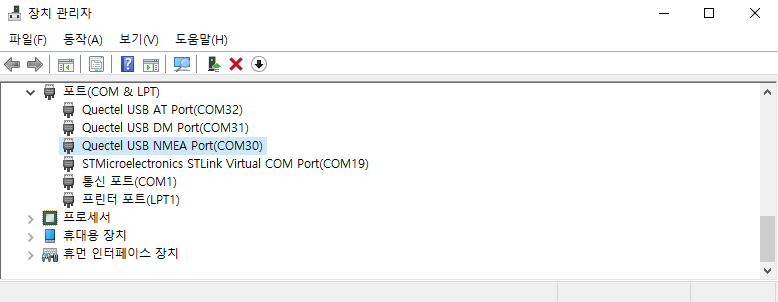 장치 관리자
파일(F) 동작(A) 보기(V) 도움말(H)
포트(COM & LPT)
Quectel USB AT Port(COM32)
Quectel USB DM Port(COM31)
Quectel USB NMEA Port(COM30)
STMicroelectronics STLink Virtual COM Port(COM19)
통신 포트(COM1)
프린터 포트(LPT1)
프로세서
휴대용 장치
휴먼 인터페이스 장치